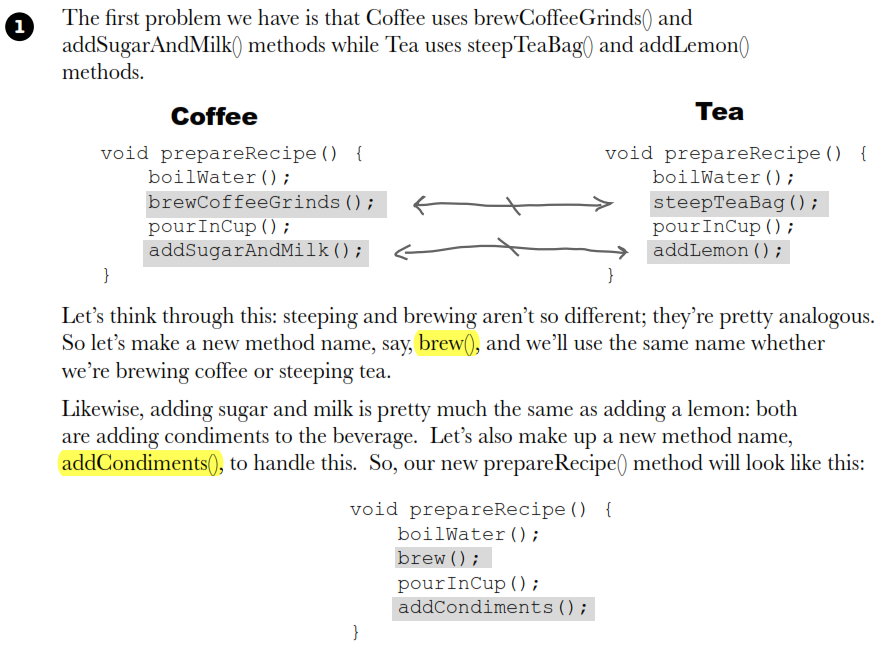 1
The first problem we have is that Coffee uses brewCoffeeGrinds() and
addSugarAndMilk() methods while Tea uses steepTeaBag() and addLemon()
methods.
Coffee
void prepareRecipe() {
boilWater();
brewCoffeeGrinds();
pourInCup();
addSugarAndMilk();
}
Tea
void prepareRecipe() {
boilWater();
steepTeaBag();
pourInCup();
addLemon();
}
Let's think through this: steeping and brewing aren't so different; they're pretty analogous.
So let's make a new method name, say, brew(), and we'll use the same name whether
we're brewing coffee or steeping tea.
Likewise, adding sugar and milk is pretty much the same as adding a lemon: both
are adding condiments to the beverage. Let's also make up a new method name,
addCondiments(), to handle this. So, our new prepareRecipe() method will look like this:
void prepareRecipe() {
boilWater();
brew();
pourInCup();
addCondiments();
}